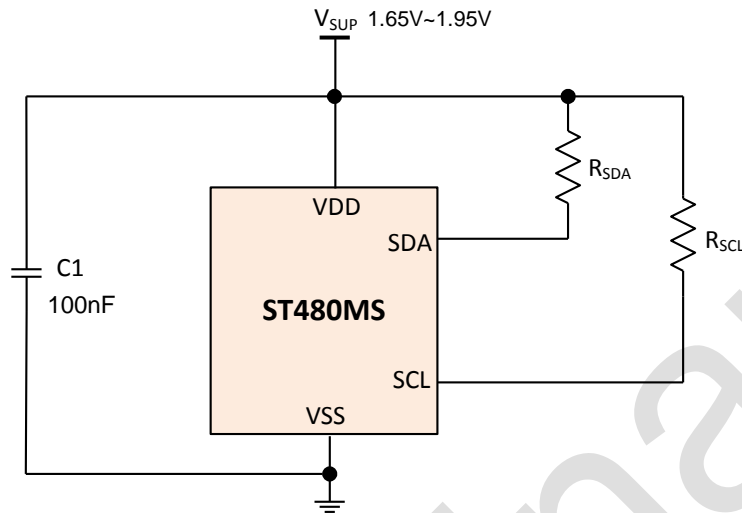 VSUP 1.65V~1.95V
VDD
RSDA
SDA
RSCL
C1
100nF
ST480MS
SCL
VSS